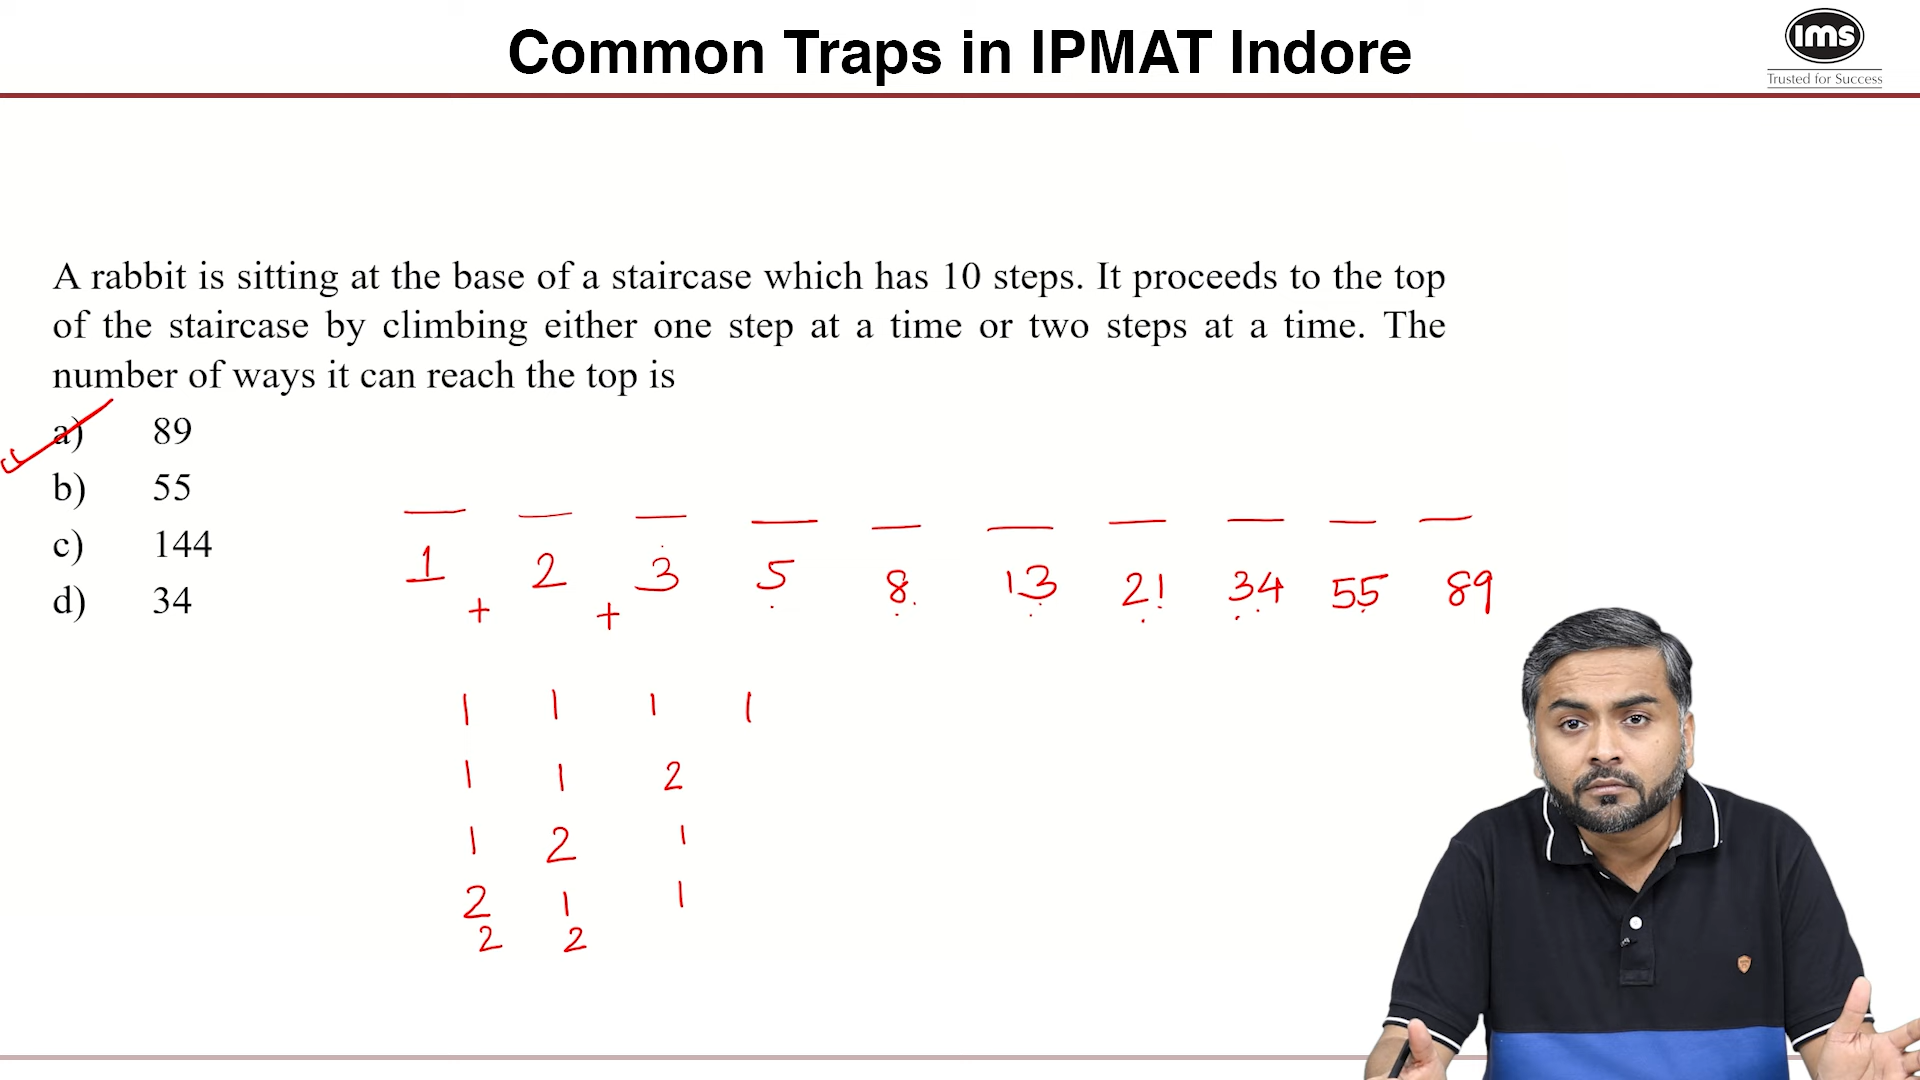 Common Traps in IPMAT Indore
ims
Trusted for Success
A rabbit is sitting at the base of a staircase which has 10 steps. It proceeds to the top
of the staircase by climbing either one step at a time or two steps at a time. The
number of ways it can reach the top is
a) 89
b) 55
c) 144
d) 34
1 2 3 5 8 13 21 34 55 89
+ +
1 1 1 1
1 1 2
1 2 1
2 1 1
2 2